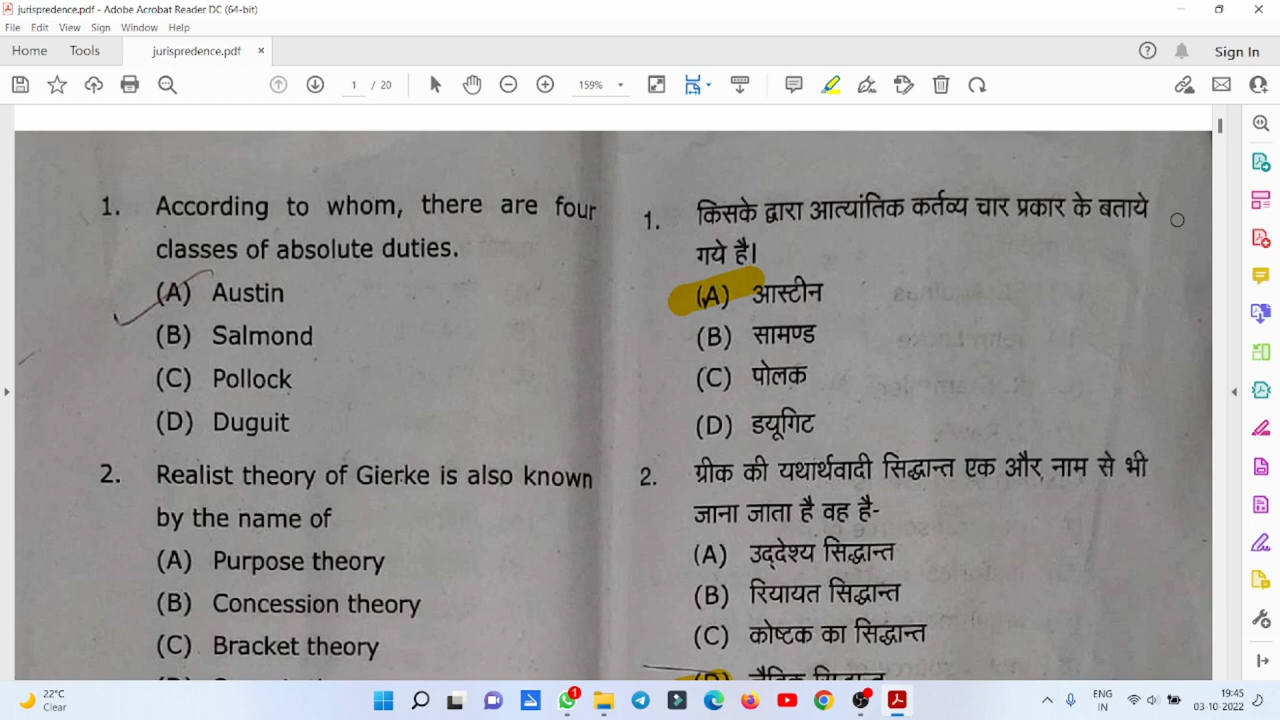 jurispredence.pdf - Adobe Acrobat Reader DC (64-bit)
File Edit View Sign Window Help
Home Tools jurispredence.pdf × Sign In
1 / 20 159%
1. According to whom, there are four
classes of absolute duties.
(A) Austin
(B) Salmond
(C) Pollock
(D) Duguit
2. Realist theory of Gierke is also known
by the name of
(A) Purpose theory
(B) Concession theory
(C) Bracket theory
1. किसके द्वारा आत्यांतिक कर्तव्य चार प्रकार के बताये
गये है।
(A) आस्टीन
(B) सामण्ड
(C) पोलक
(D) डयूगिट
2. ग्रीक की यथार्थवादी सिद्धान्त एक और नाम से भी
जाना जाता है वह है-
(A) उद्देश्य सिद्धान्त
(B) रियायत सिद्धान्त
(C) कोष्टक का सिद्धान्त
22°C
Clear
1
ENG
IN
19:45
03-10-2022